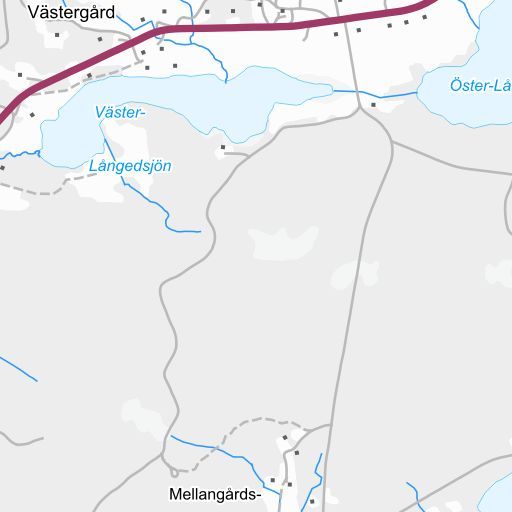 Västergård
Öster-Lå
Väster-
Långedsjön
Mellangårds-